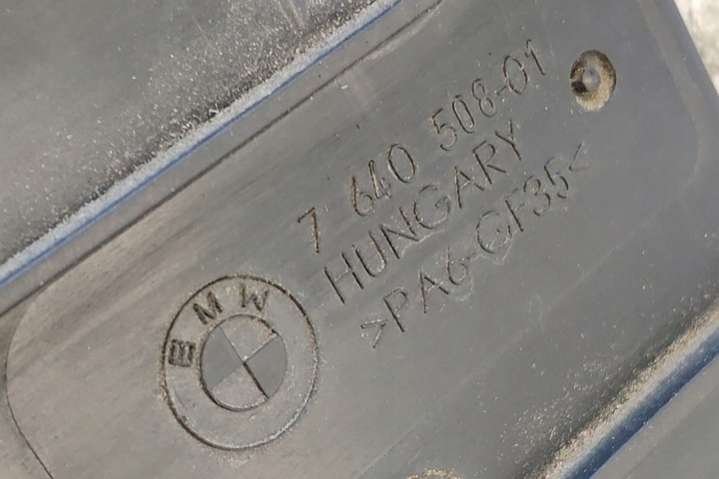 7 640 508-01
HUNGARY
>PA6-GF35<
BMW